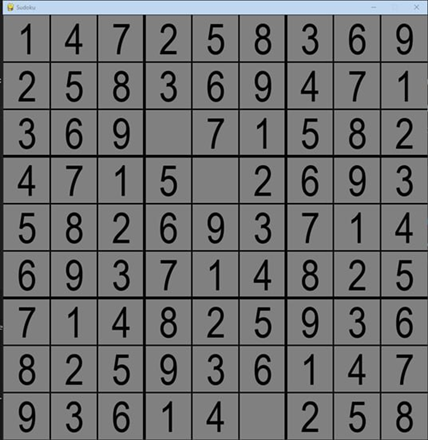 Sudoku
1 4 7 2 5 8 3 6 9
2 5 8 3 6 9 4 7 1
3 6 9 7 1 5 8 2
4 7 1 5 2 6 9 3
5 8 2 6 9 3 7 1 4
6 9 3 7 1 4 8 2 5
7 1 4 8 2 5 9 3 6
8 2 5 9 3 6 1 4 7
9 3 6 1 4 2 5 8